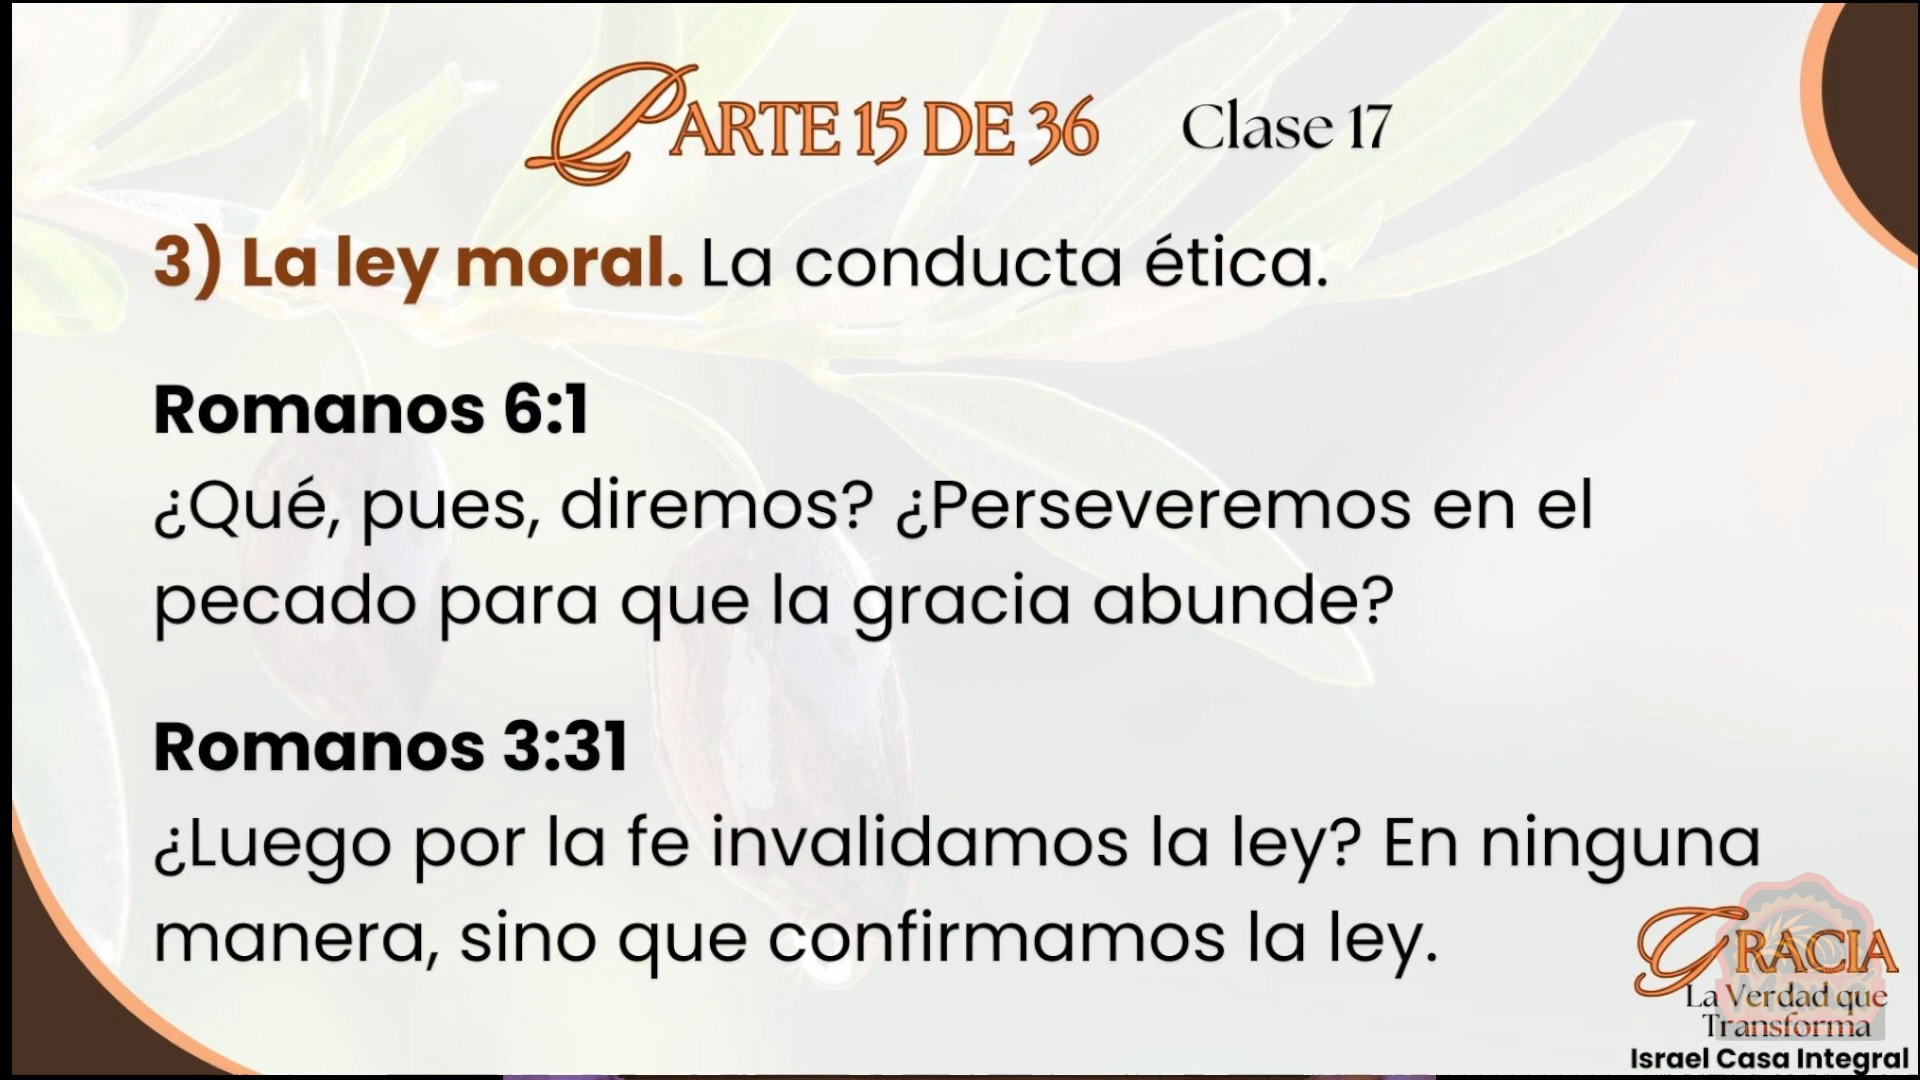 PARTE 15 DE 36 Clase 17
3) La ley moral. La conducta ética.
Romanos 6:1
¿Qué, pues, diremos? ¿Perseveremos en el
pecado para que la gracia abunde?
Romanos 3:31
¿Luego por la fe invalidamos la ley? En ninguna
manera, sino que confirmamos la ley.
GRACIA
La Verdad que
Transforma
Israel Casa Integral